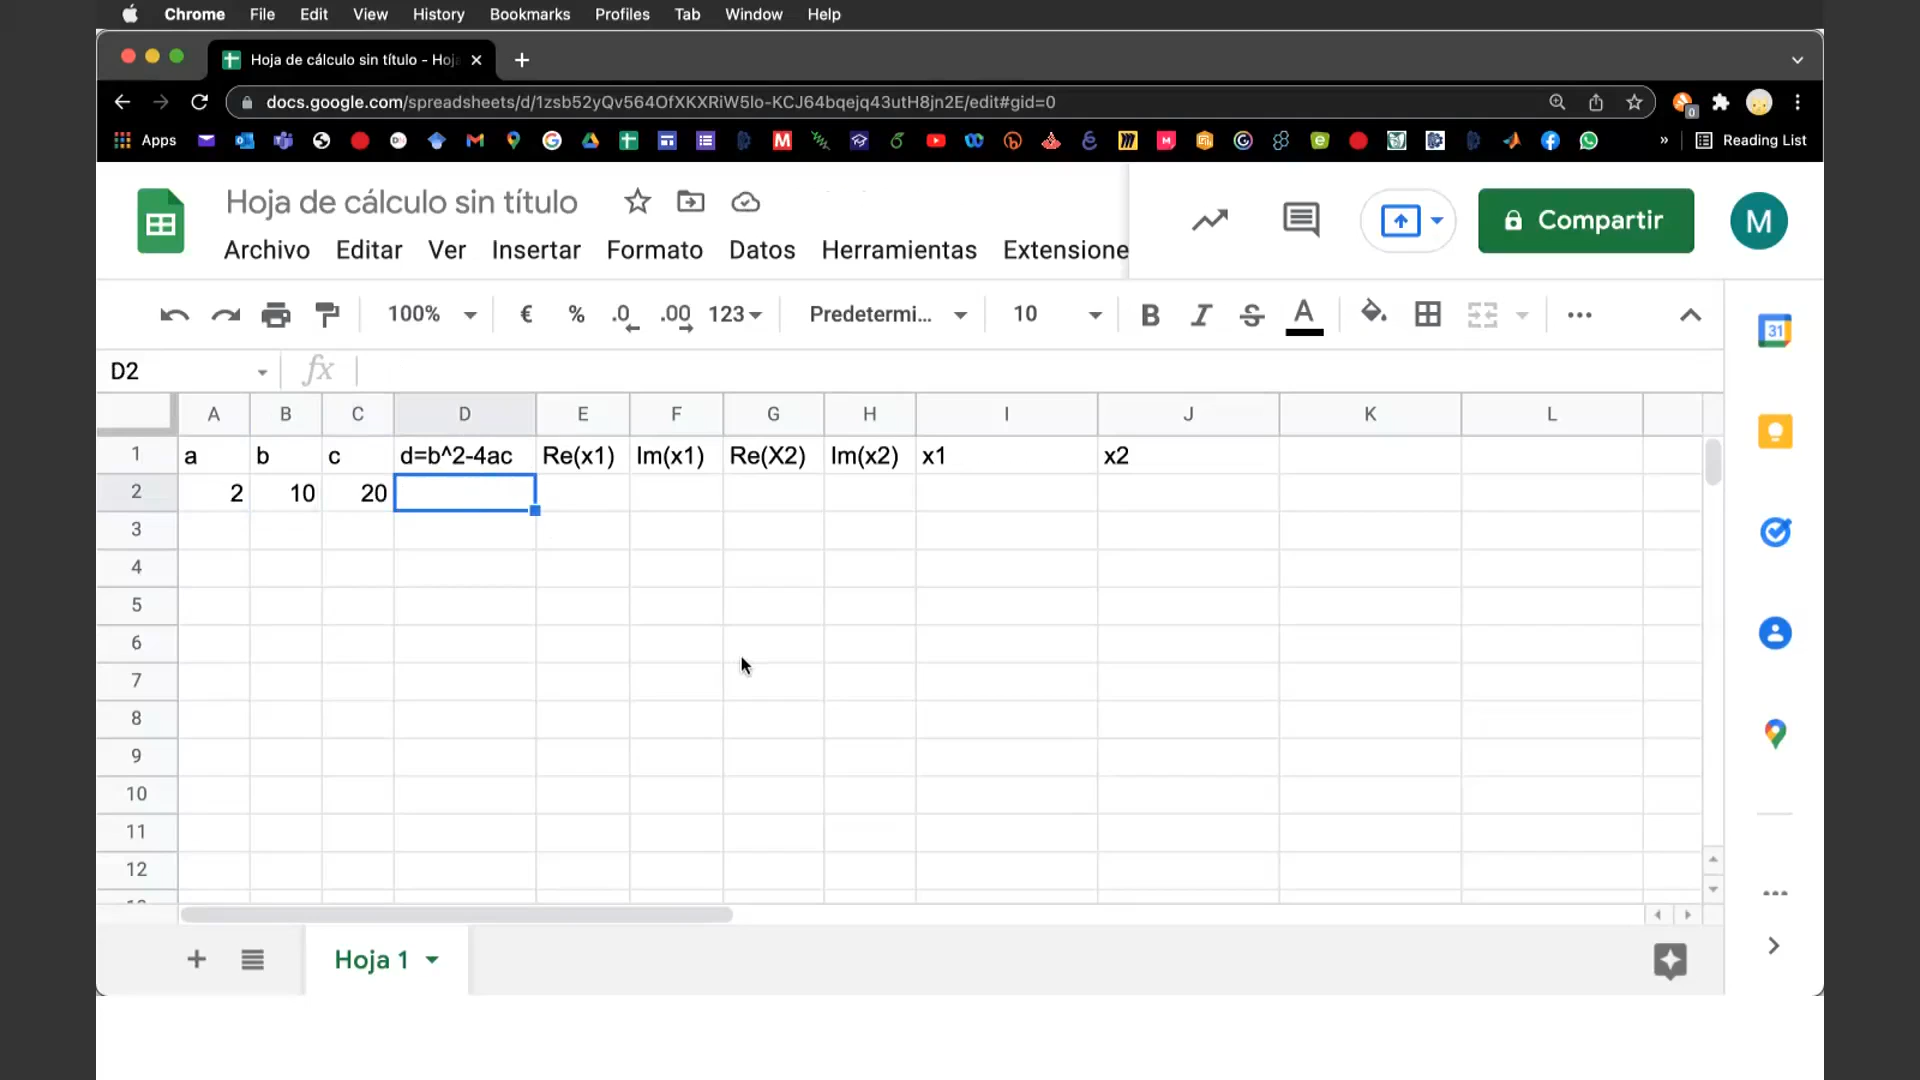 Chrome File Edit View History Bookmarks Profiles Tab Window Help
Hoja de cálculo sin título - Hoj
docs.google.com/spreadsheets/d/1zsb52yQv564OfXKXRiW5lo-KCJ64bqejq43utH8jn2E/edit#gid=0
Apps
Reading List
Hoja de cálculo sin título
Compartir
M
Archivo Editar Ver Insertar Formato Datos Herramientas Extensione
100% € % .0 .00 123 Predetermi... 10 B I S A
31
D2 fx
A B C D E F G H I J K L
1 a b c d=b^2-4ac Re(x1) Im(x1) Re(X2) Im(x2) x1 x2
2 2 10 20
3
4
5
6
7
8
9
10
11
12
Hoja 1